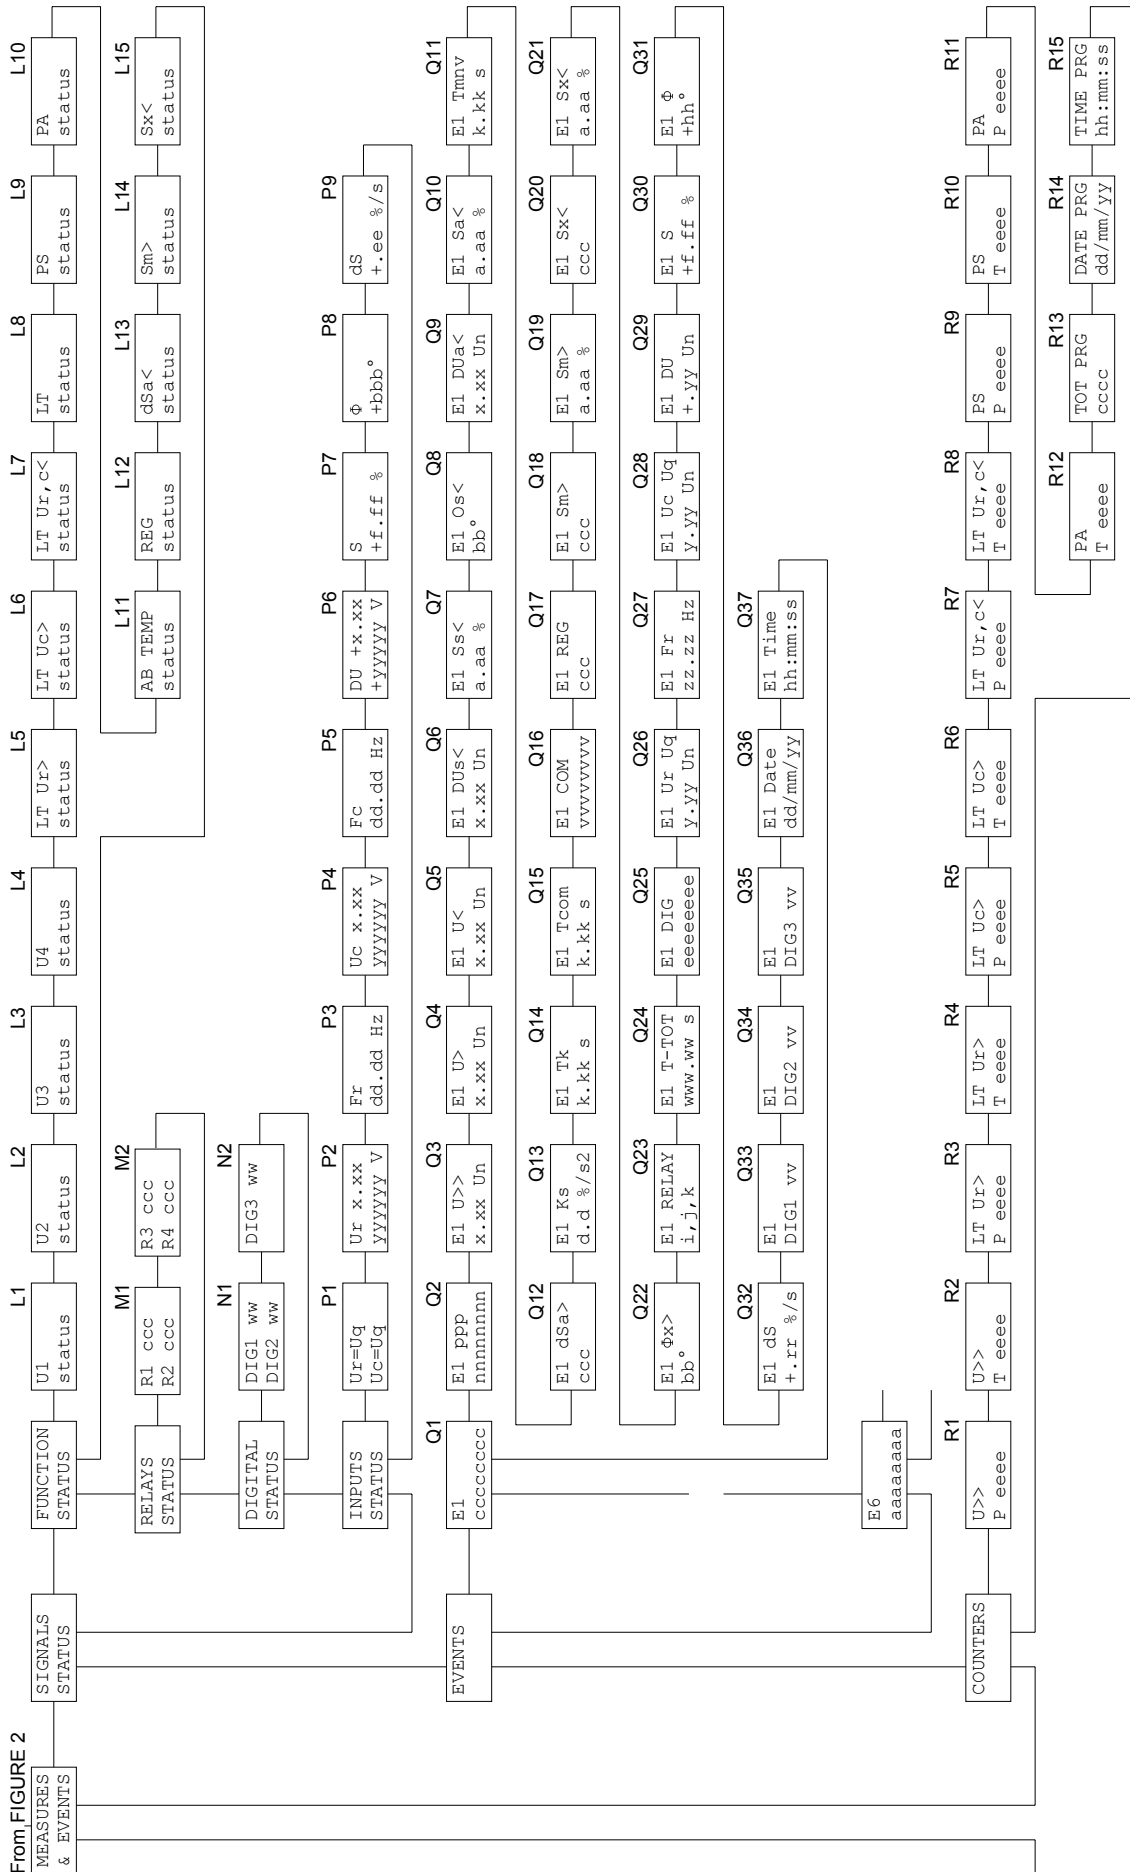 From FIGURE 2
MEASURES
& EVENTS
SIGNALS
STATUS
FUNCTION
STATUS
L1
U1
status
L2
U2
status
L3
U3
status
L4
U4
status
L5
LT Ur>
status
L6
LT Uc>
status
L7
LT Ur,c<
status
L8
LT
status
L9
PS
status
L10
PA
status
L11
AB TEMP
status
L12
REG
status
L13
dSa<
status
L14
Sm>
status
L15
Sx<
status
RELAYS
STATUS
M1
R1 ccc
R2 ccc
M2
R3 ccc
R4 ccc
DIGITAL
STATUS
N1
DIG1 ww
DIG2 ww
N2
DIG3 ww
INPUTS
STATUS
P1
Ur=Uq
Uc=Uq
P2
Ur x.xx
yyyyyy V
P3
Fr
dd.dd Hz
P4
Uc x.xx
yyyyyy V
P5
Fc
dd.dd Hz
P6
DU +x.xx
+yyyyy V
P7
S
+f.ff %
P8
Φ
+bbb°
P9
dS
+.ee %/s
EVENTS
Q1
E1
ccccccccc
Q2
E1 ppp
nnnnnnnn
Q3
E1 U>>
x.xx Un
Q4
E1 U>
x.xx Un
Q5
E1 U<
x.xx Un
Q6
E1 DUs<
x.xx Un
Q7
E1 Ss<
a.aa %
Q8
E1 Os<
bb°
Q9
E1 DUa<
x.xx Un
Q10
E1 Sa<
a.aa %
Q11
E1 Tmnv
k.kk s
Q12
E1 dSa>
ccc
Q13
E1 Ks
d.d %/s2
Q14
E1 Tk
k.kk s
Q15
E1 Tcom
k.kk s
Q16
E1 COM
vvvvvvvv
Q17
E1 REG
ccc
Q18
E1 Sm>
ccc
Q19
E1 Sm>
a.aa %
Q20
E1 Sx<
ccc
Q21
E1 Sx<
a.aa %
Q22
E1 Φx>
bb°
Q23
E1 RELAY
i,j,k
Q24
E1 T-TOT
www.ww s
Q25
E1 DIG
eeeeeeee
Q26
E1 Ur Uq
y.yy Un
Q27
E1 Fr
zz.zz Hz
Q28
E1 Uc Uq
y.yy Un
Q29
E1 DU
+.yy Un
Q30
E1 S
+f.ff %
Q31
E1 Φ
+hh°
Q32
E1 dS
+.rr %/s
Q33
E1
DIG1 vv
Q34
E1
DIG2 vv
Q35
E1
DIG3 vv
Q36
E1 Date
dd/mm/yy
Q37
E1 Time
hh:mm:ss
E6
aaaaaaaaa
COUNTERS
R1
U>>
P eeee
R2
U>>
T eeee
R3
LT Ur>
P eeee
R4
LT Ur>
T eeee
R5
LT Uc>
P eeee
R6
LT Uc>
T eeee
R7
LT Ur,c<
P eeee
R8
LT Ur,c<
T eeee
R9
PS
P eeee
R10
PS
T eeee
R11
PA
P eeee
R12
PA
T eeee
R13
TOT PRG
cccc
R14
DATE PRG
dd/mm/yy
R15
TIME PRG
hh:mm:ss